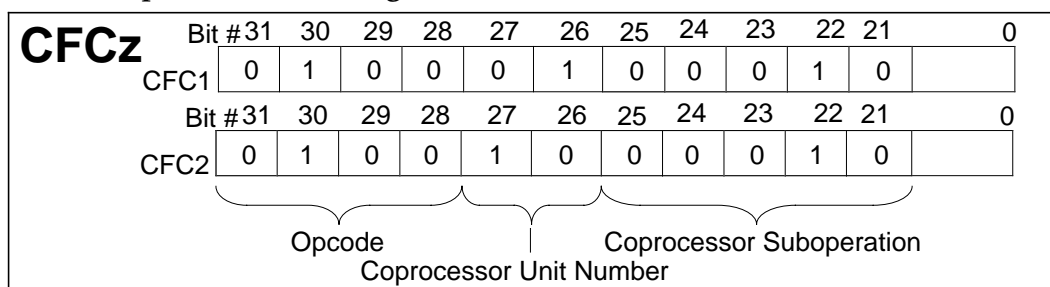 CFCz
Bit # 31 30 29 28 27 26 25 24 23 22 21 0
CFC1 0 1 0 0 0 1 0 0 0 1 0
Bit # 31 30 29 28 27 26 25 24 23 22 21 0
CFC2 0 1 0 0 1 0 0 0 0 1 0
Opcode Coprocessor Suboperation
Coprocessor Unit Number